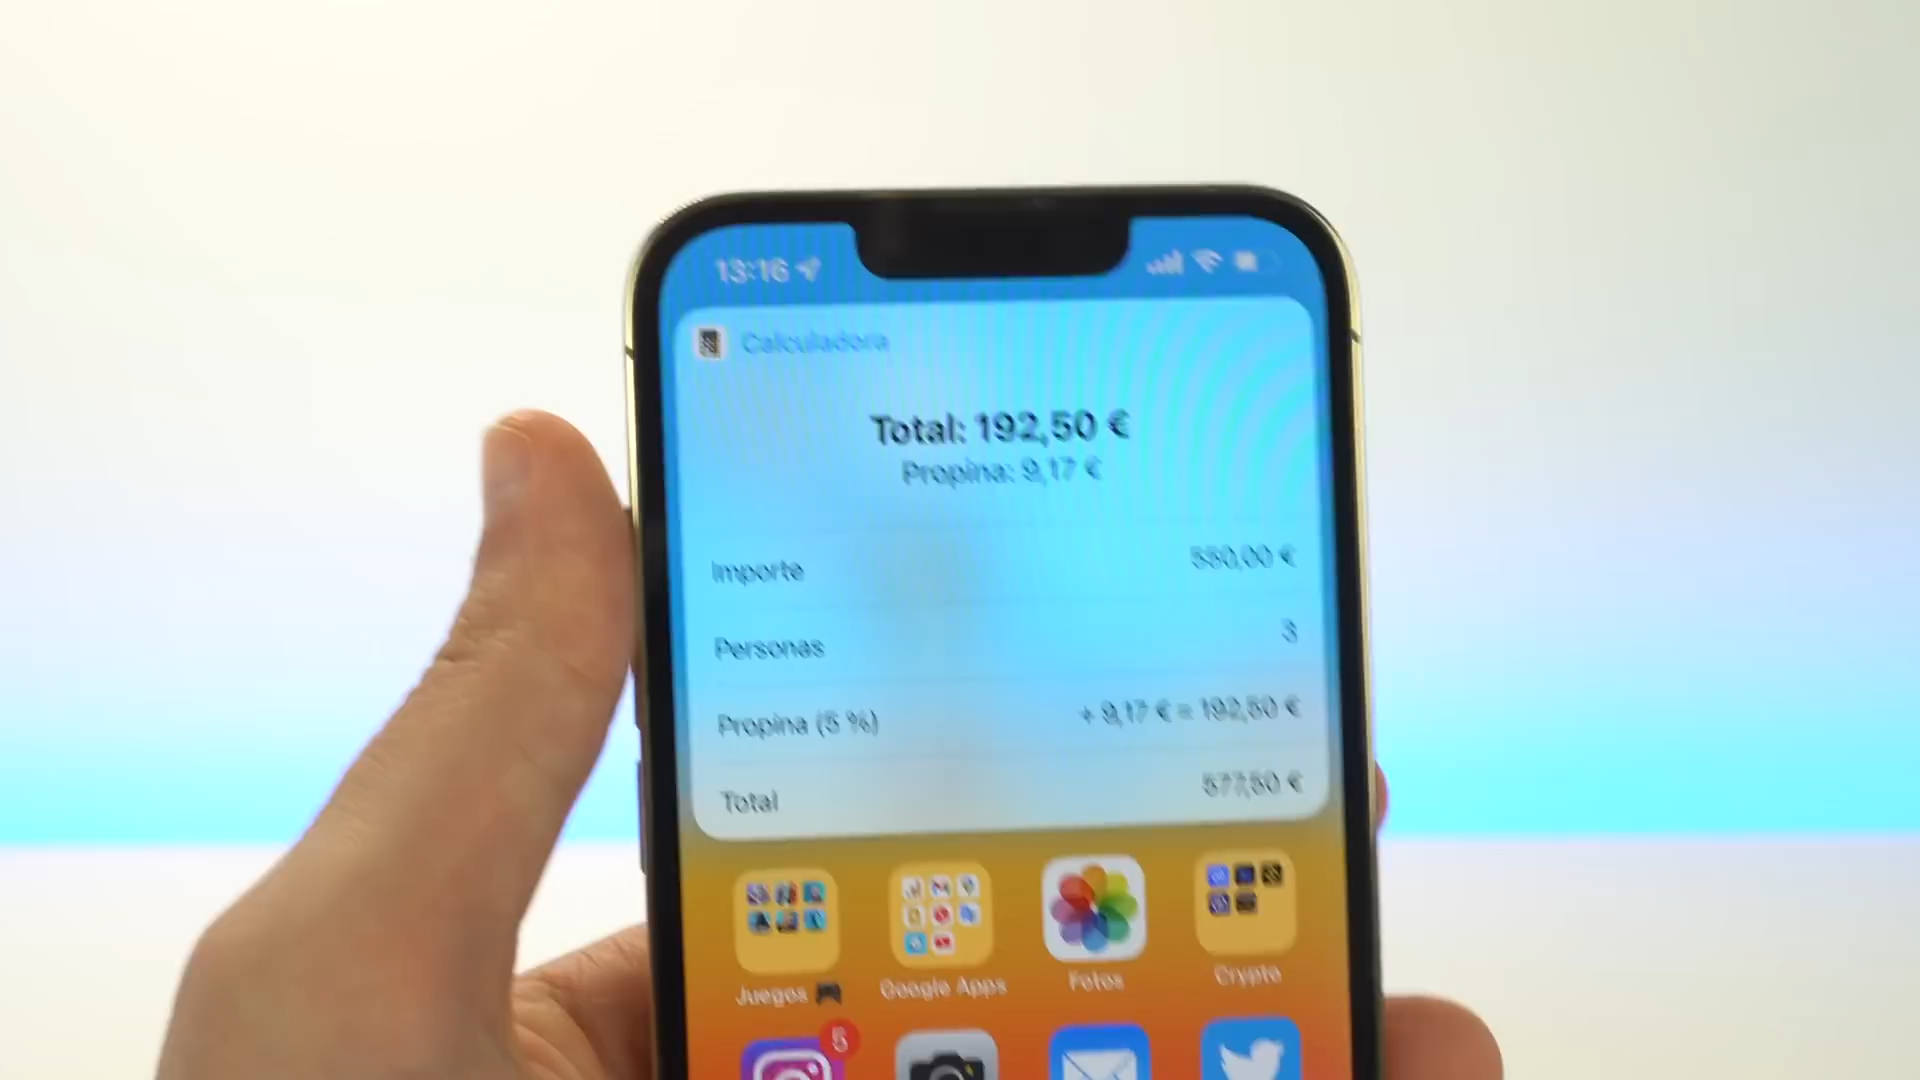 13:16
Calculadora
Total: 192,50 €
Propina: 9,17 €
Importe 550,00 €
Personas 3
Propina (5 %) + 9,17 € = 192,50 €
Total 577,50 €
Juegos Google Apps Fotos Crypto
5